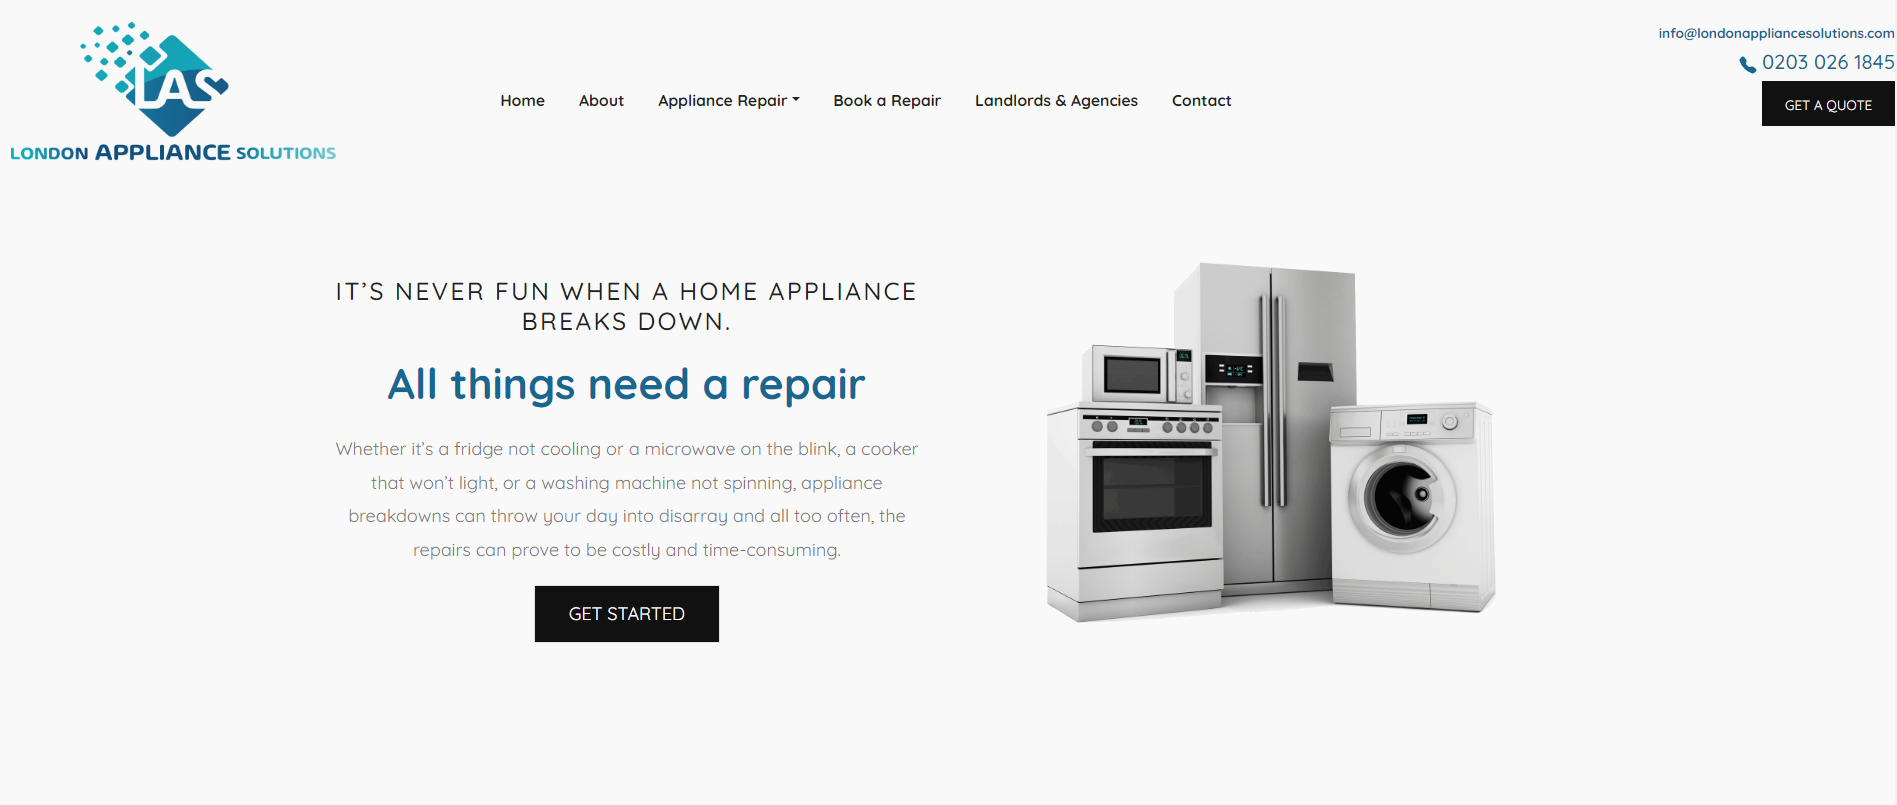 LAS
LONDON APPLIANCE SOLUTIONS
Home About Appliance Repair Book a Repair Landlords & Agencies Contact
info@londonappliancesolutions.com
0203 026 1845
GET A QUOTE
IT’S NEVER FUN WHEN A HOME APPLIANCE
BREAKS DOWN.
All things need a repair
Whether it’s a fridge not cooling or a microwave on the blink, a cooker
that won’t light, or a washing machine not spinning, appliance
breakdowns can throw your day into disarray and all too often, the
repairs can prove to be costly and time-consuming.
GET STARTED